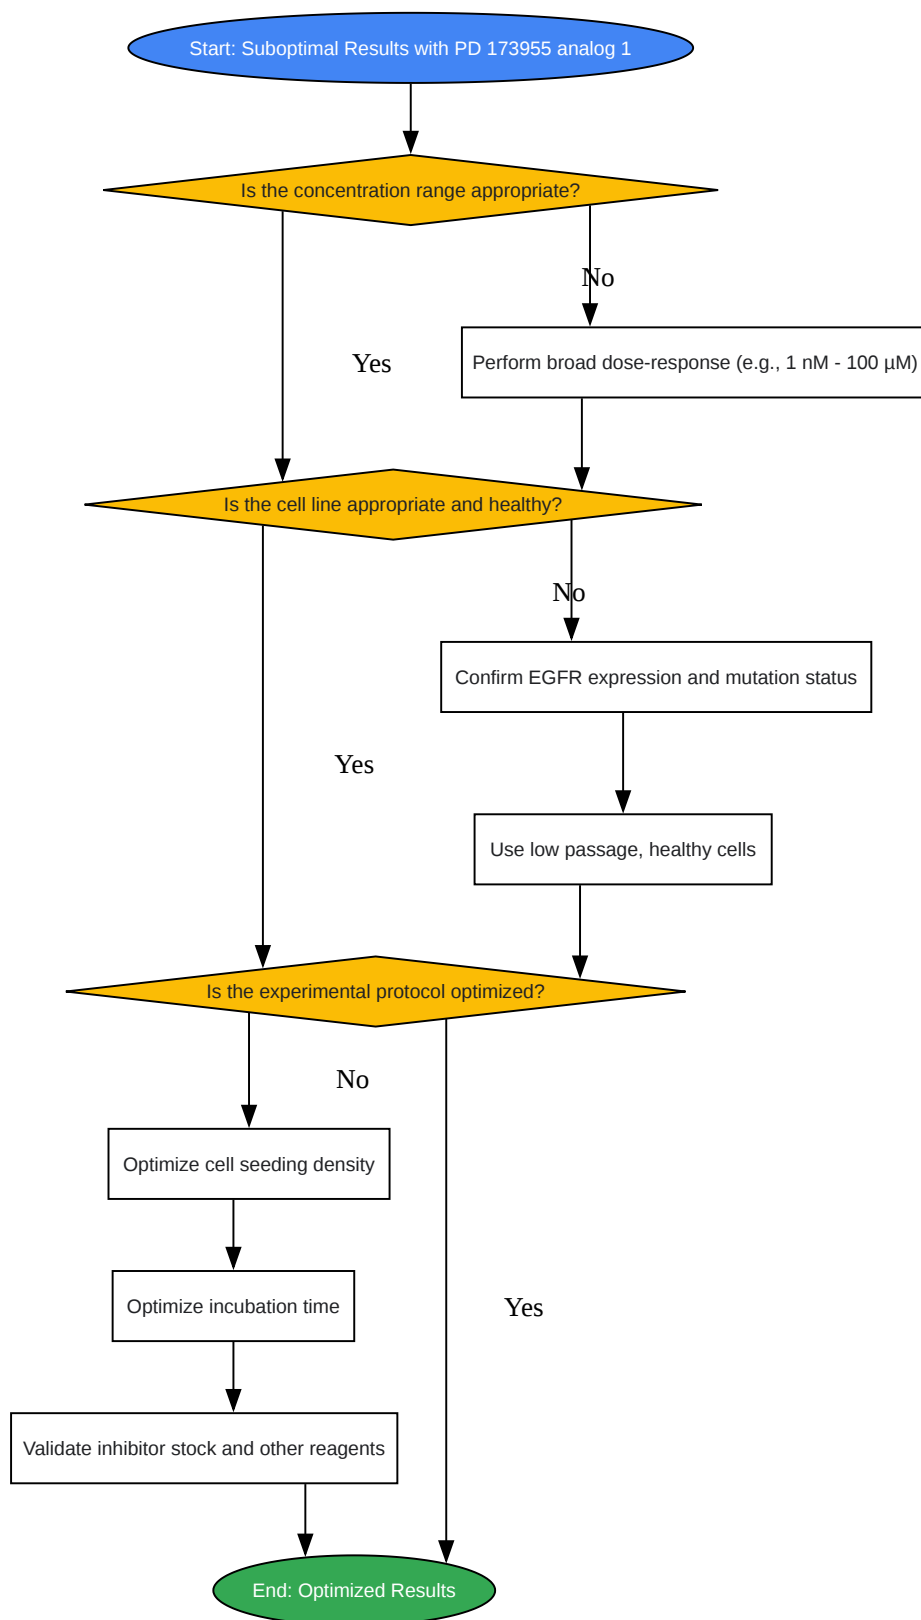 Start: Suboptimal Results with PD 173955 analog 1
Is the concentration range appropriate?
No
Yes
Perform broad dose-response (e.g., 1 nM - 100 µM)
Is the cell line appropriate and healthy?
No
Confirm EGFR expression and mutation status
Yes
Use low passage, healthy cells
Is the experimental protocol optimized?
No
Optimize cell seeding density
Optimize incubation time
Yes
Validate inhibitor stock and other reagents
End: Optimized Results